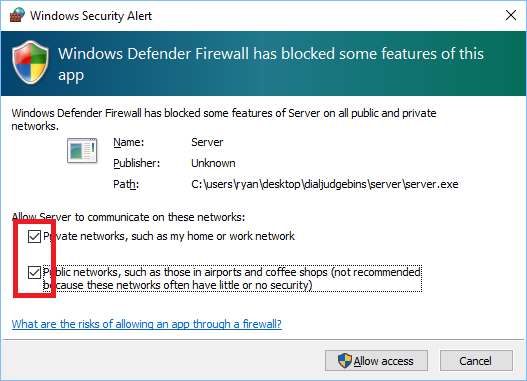 Windows Security Alert
Windows Defender Firewall has blocked some features of this
app
Windows Defender Firewall has blocked some features of Server on all public and private
networks.
Name: Server
Publisher: Unknown
Path: C:\users\ryan\desktop\dialjudgebins\server\server.exe
Allow Server to communicate on these networks:
Private networks, such as my home or work network
Public networks, such as those in airports and coffee shops (not recommended
because these networks often have little or no security)
What are the risks of allowing an app through a firewall?
Allow access Cancel